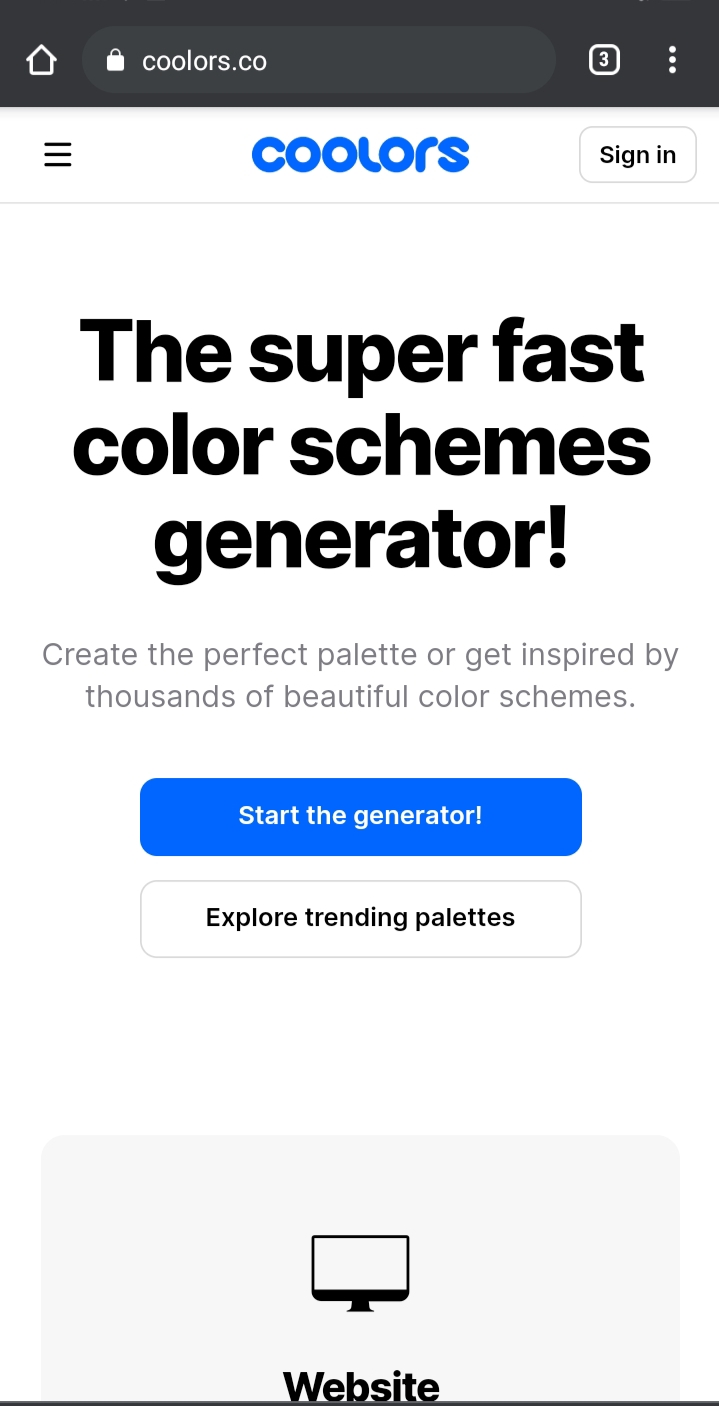 coolors.co
3
coolors
Sign in
The super fast
color schemes
generator!
Create the perfect palette or get inspired by
thousands of beautiful color schemes.
Start the generator!
Explore trending palettes
Website